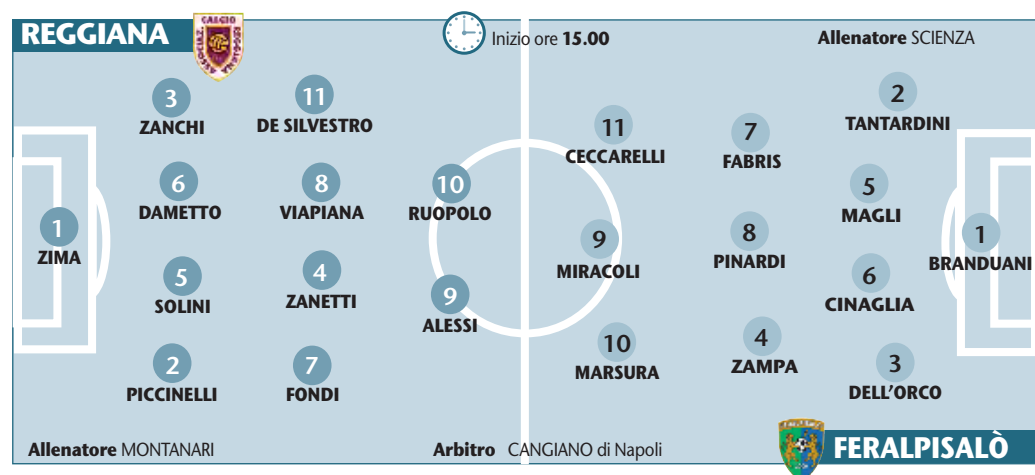 REGGIANA
CALCIO
REGGIANA
ASSOCIAZ.
Inizio ore 15.00
Allenatore SCIENZA
3
ZANCHI
11
DE SILVESTRO
6
DAMETTO
8
VIAPIANA
10
RUOPOLO
1
ZIMA
5
SOLINI
4
ZANETTI
9
ALESSI
2
PICCINELLI
7
FONDI
11
CECCARELLI
7
FABRIS
2
TANTARDINI
5
MAGLI
9
MIRACOLI
8
PINARDI
1
BRANDUANI
6
CINAGLIA
10
MARSURA
4
ZAMPA
3
DELL'ORCO
Allenatore MONTANARI
Arbitro CANGIANO di Napoli
FERALPISALÒ